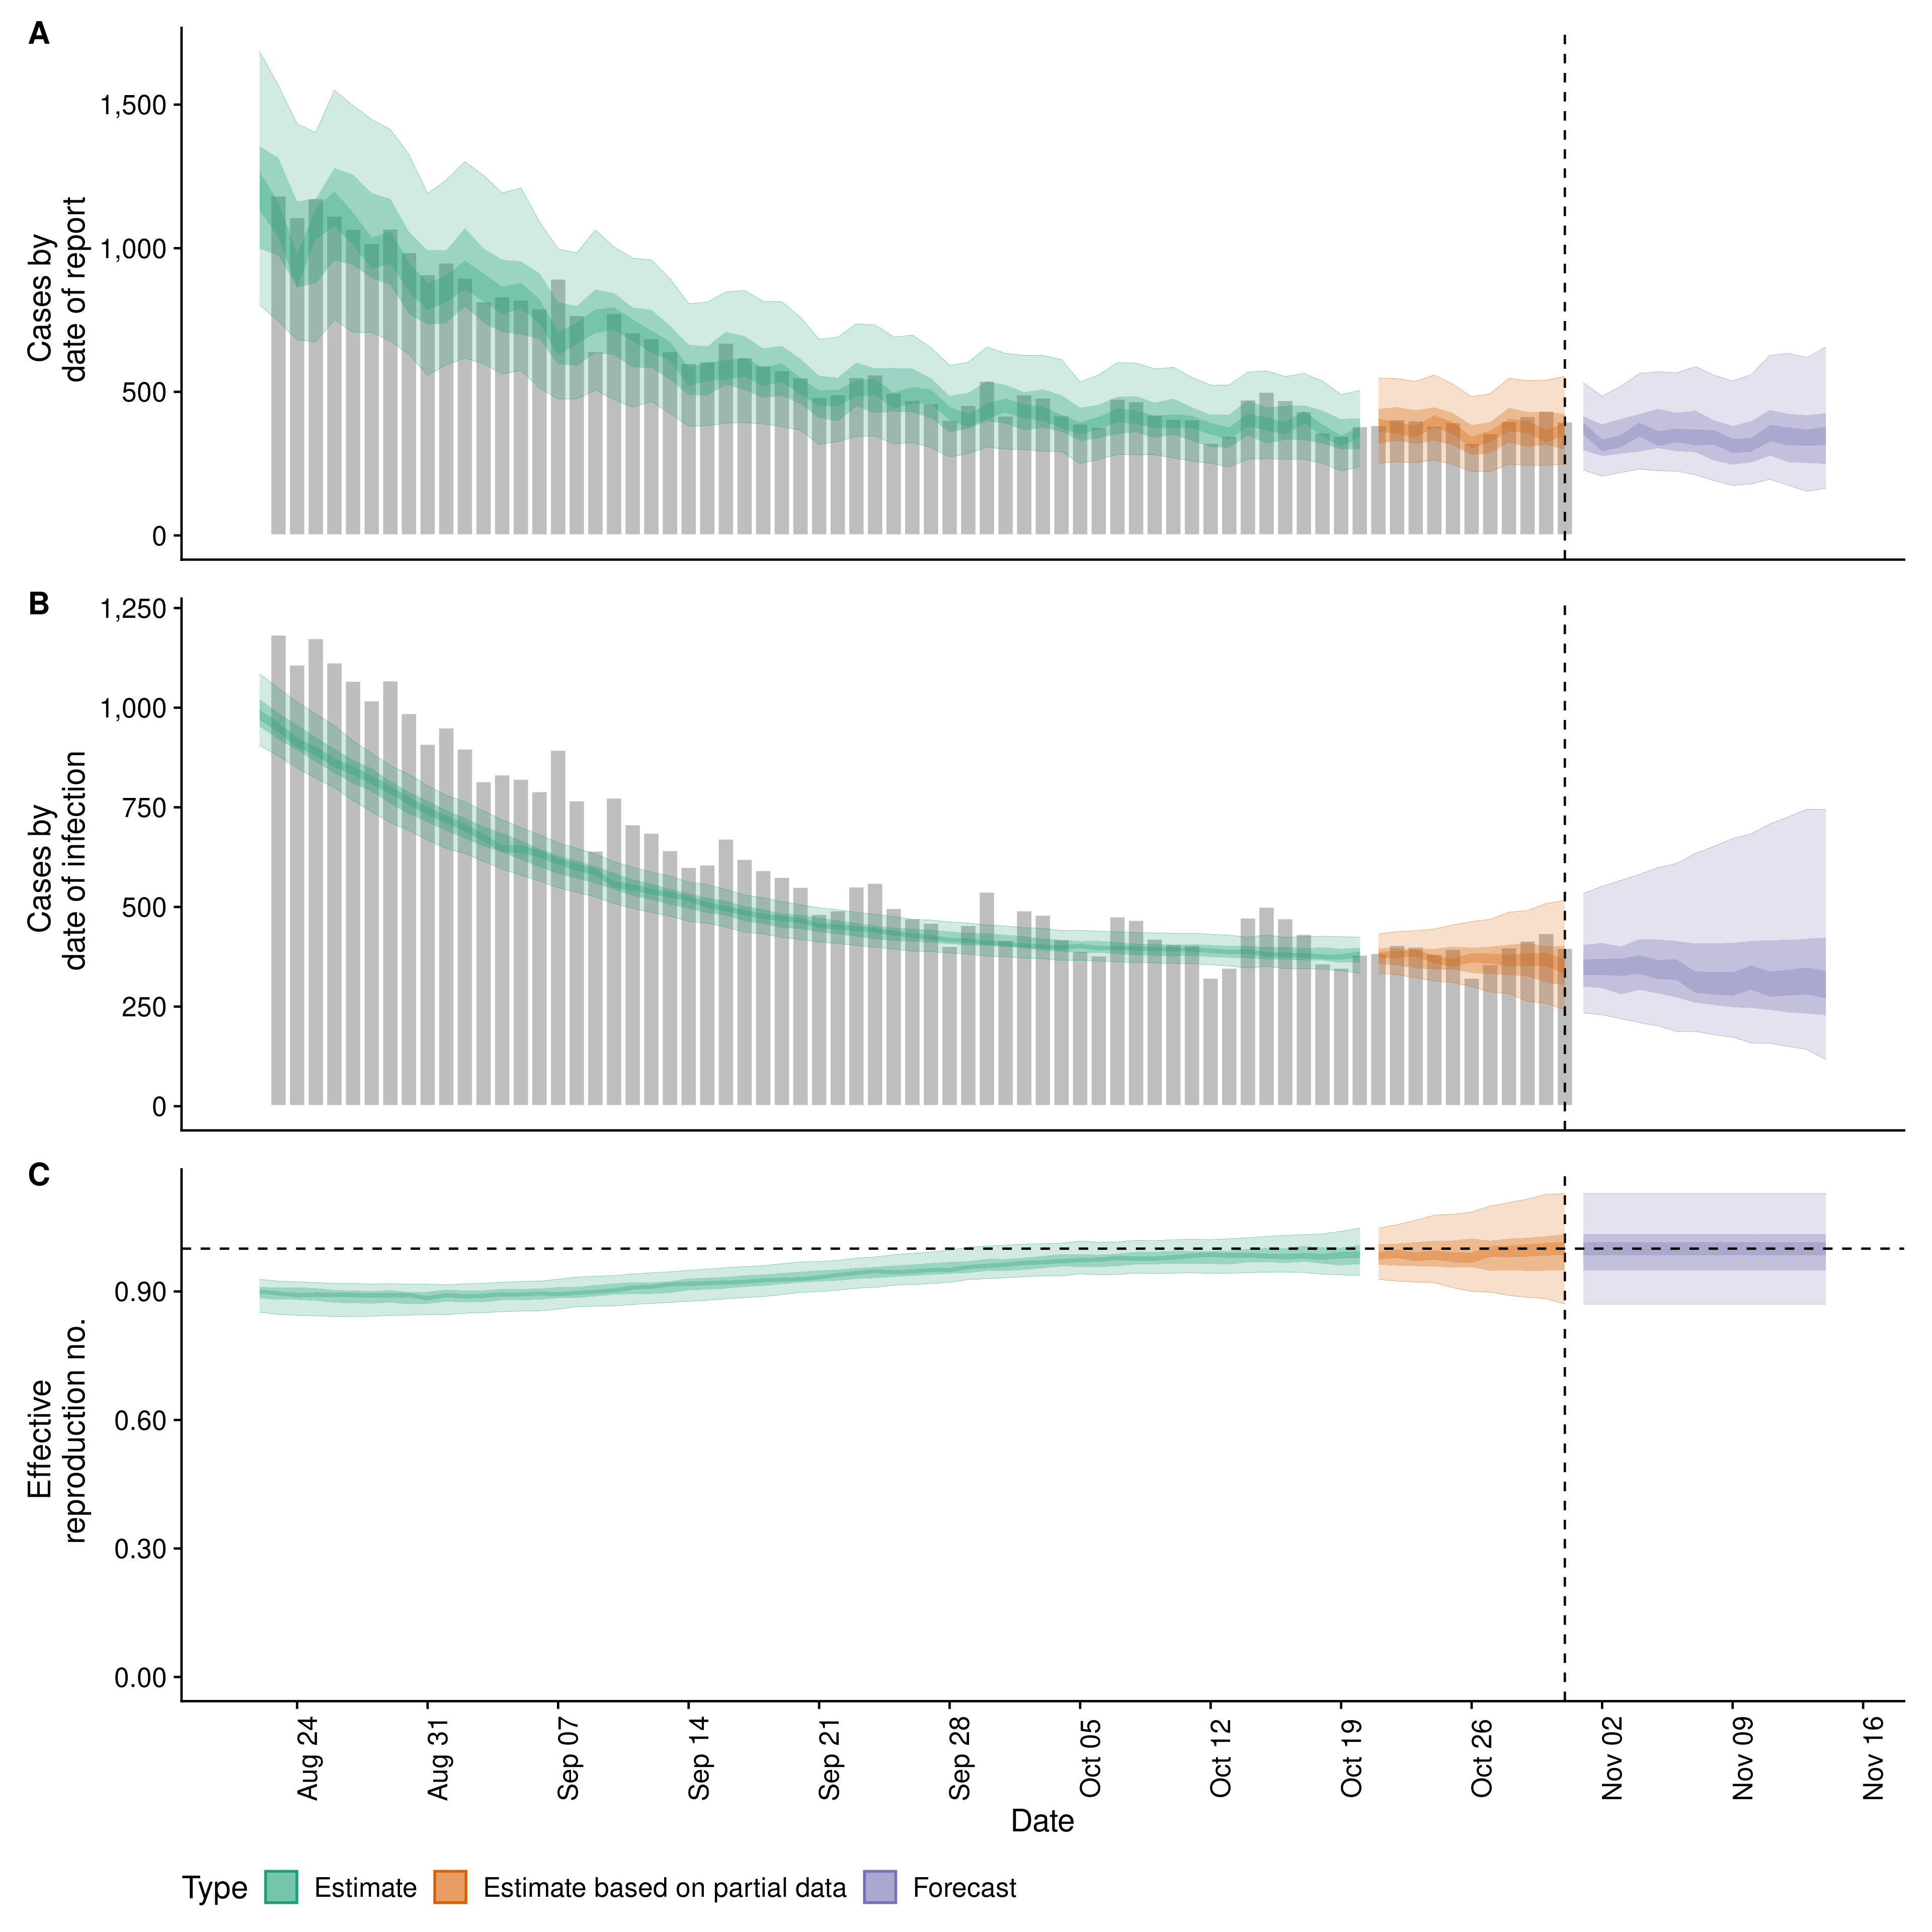 A
1,500
1,000
500
0
Cases by
date of report
B
1,250
1,000
750
500
250
0
Cases by
date of infection
C
0.90
0.60
0.30
0.00
Effective
reproduction no.
Aug 24
Aug 31
Sep 07
Sep 14
Sep 21
Sep 28
Oct 05
Oct 12
Oct 19
Oct 26
Nov 02
Nov 09
Nov 16
Date
Type Estimate Estimate based on partial data Forecast